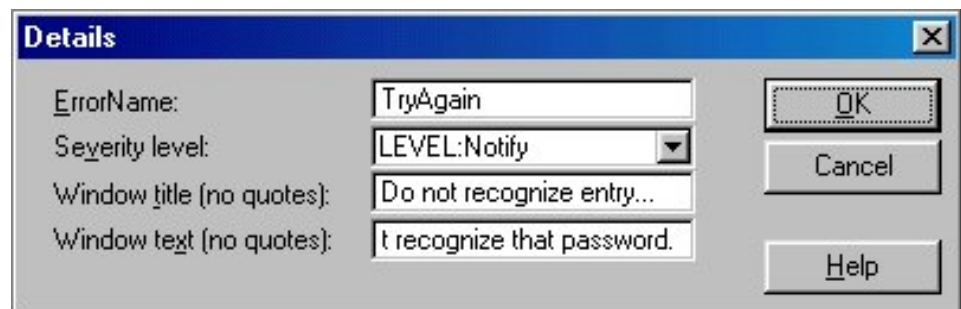 Details
ErrorName: TryAgain
Severity level: LEVEL:Notify
Window title (no quotes): Do not recognize entry...
Window text (no quotes): t recognize that password.
OK
Cancel
Help